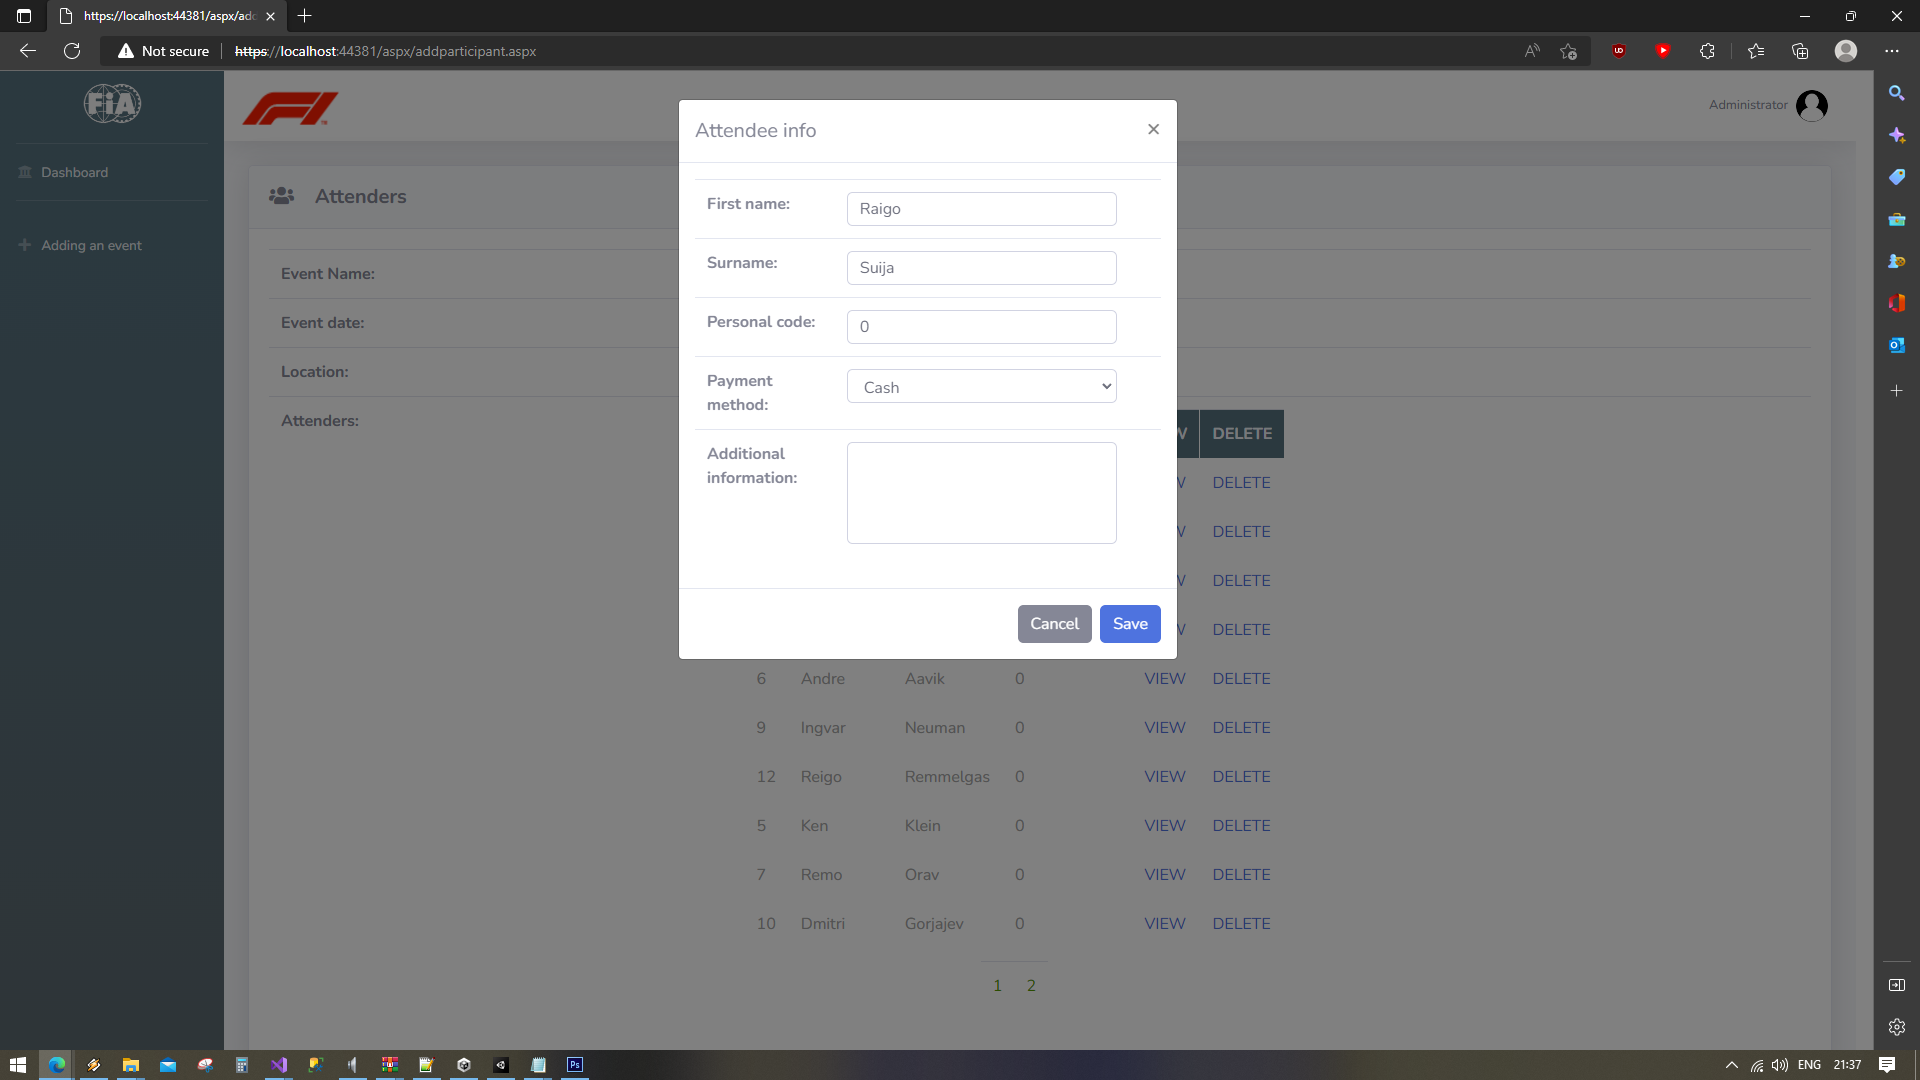 https://localhost:44381/aspx/ad
Not secure
https://localhost:44381/aspx/addparticipant.aspx
FiA
F1
Administrator
Dashboard
Adding an event
Attenders
Event Name:
Event date:
Location:
Attenders:
Attendee info
×
First name:
Raigo
Surname:
Suija
Personal code:
0
Payment
method:
Cash
Additional
information:
Cancel
Save
DELETE
DELETE
DELETE
DELETE
DELETE
6 Andre Aavik 0 VIEW DELETE
9 Ingvar Neuman 0 VIEW DELETE
12 Reigo Remmelgas 0 VIEW DELETE
5 Ken Klein 0 VIEW DELETE
7 Remo Orav 0 VIEW DELETE
10 Dmitri Gorjajev 0 VIEW DELETE
1 2
Ps
ENG
21:37